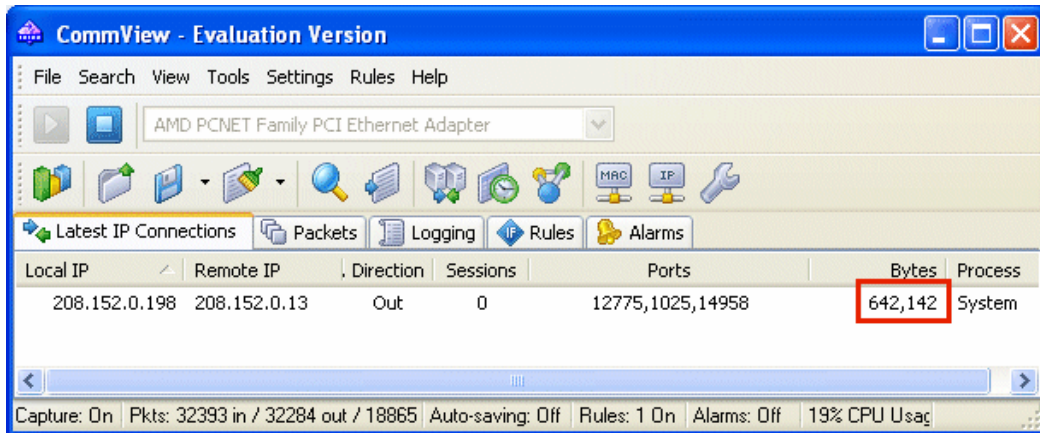 CommView - Evaluation Version
File Search View Tools Settings Rules Help
AMD PCNET Family PCI Ethernet Adapter
MAC IP
Latest IP Connections Packets Logging IF Rules Alarms
Local IP Remote IP . Direction Sessions Ports Bytes Process
208.152.0.198 208.152.0.13 Out 0 12775,1025,14958 642,142 System
Capture: On Pkts: 32393 in / 32284 out / 18865 Auto-saving: Off Rules: 1 On Alarms: Off 19% CPU Usag